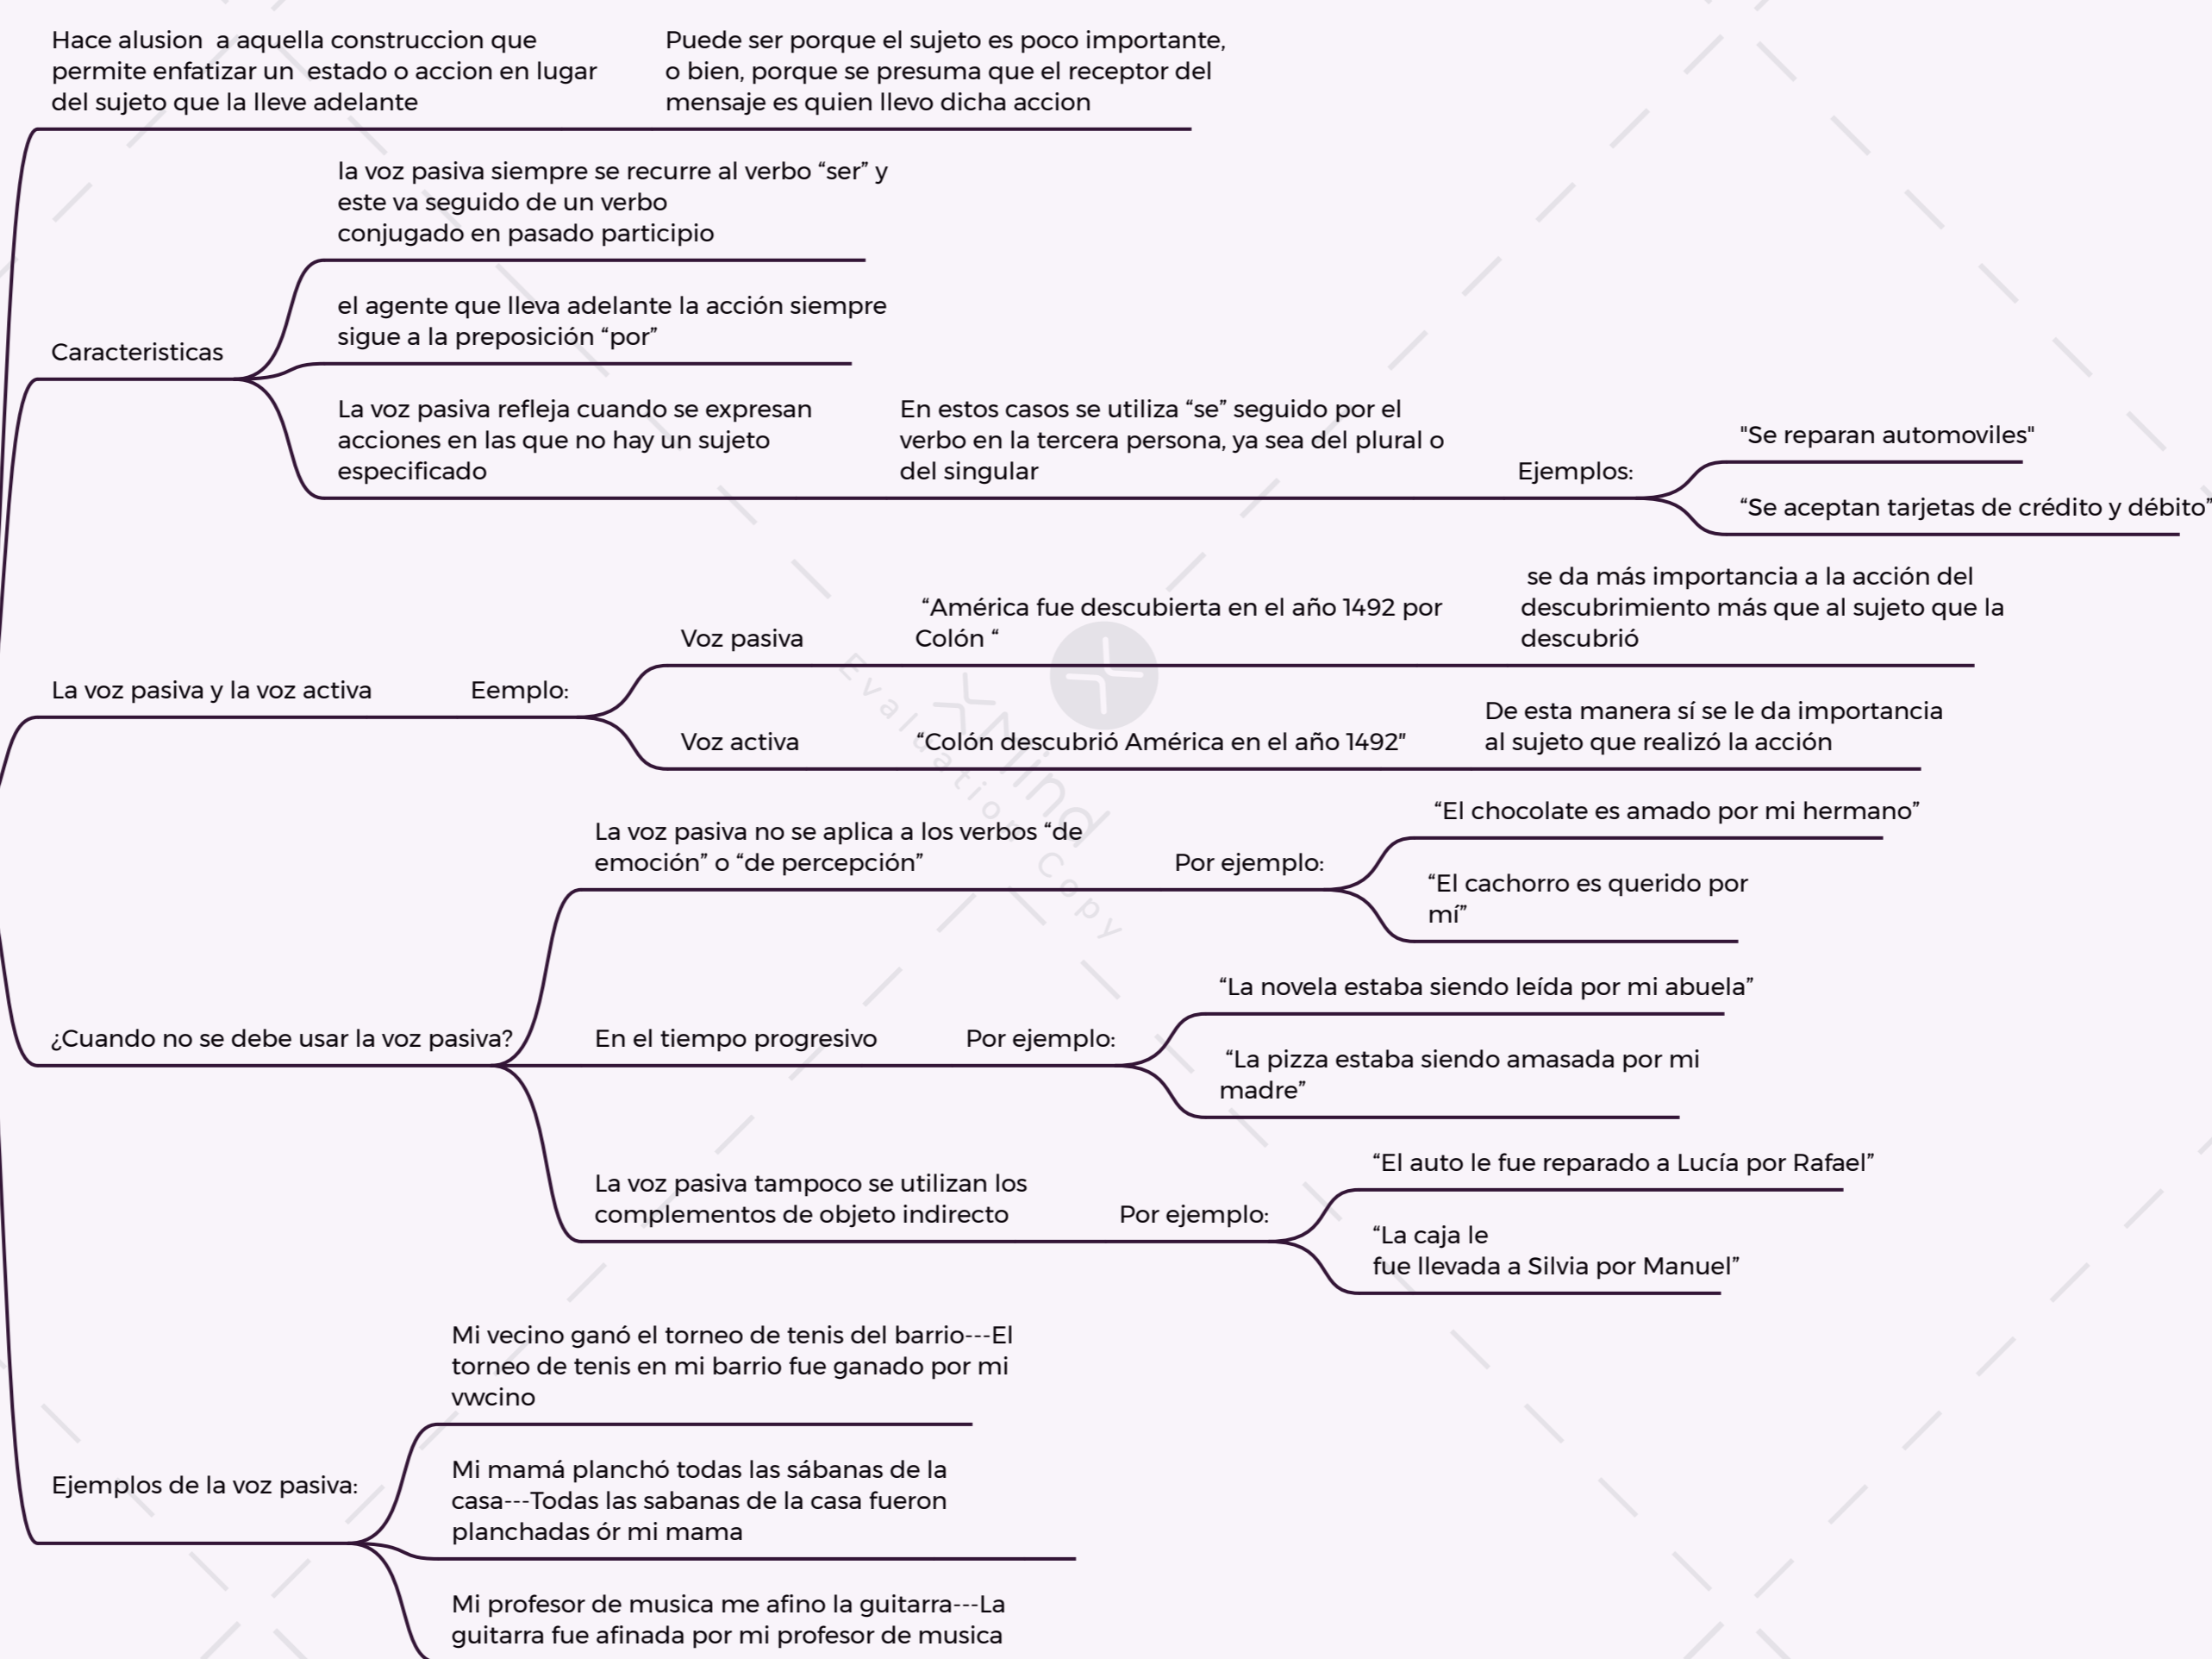 Hace alusion  a aquella construccion que
permite enfatizar un  estado o accion en lugar
del sujeto que la lleve adelante
Puede ser porque el sujeto es poco importante,
o bien, porque se presuma que el receptor del
mensaje es quien llevo dicha accion
Caracteristicas
la voz pasiva siempre se recurre al verbo “ser” y
este va seguido de un verbo
conjugado en pasado participio
el agente que lleva adelante la acción siempre
sigue a la preposición “por”
La voz pasiva refleja cuando se expresan
acciones en las que no hay un sujeto
especificado
En estos casos se utiliza “se” seguido por el
verbo en la tercera persona, ya sea del plural o
del singular
Ejemplos:
"Se reparan automoviles"
“Se aceptan tarjetas de crédito y débito”
La voz pasiva y la voz activa
Eemplo:
Voz pasiva
“América fue descubierta en el año 1492 por
Colón “
se da más importancia a la acción del
descubrimiento más que al sujeto que la
descubrió
Voz activa
“Colón descubrió América en el año 1492”
De esta manera sí se le da importancia
al sujeto que realizó la acción
¿Cuando no se debe usar la voz pasiva?
La voz pasiva no se aplica a los verbos “de
emoción” o “de percepción”
Por ejemplo:
“El chocolate es amado por mi hermano”
“El cachorro es querido por
mí”
En el tiempo progresivo
Por ejemplo:
“La novela estaba siendo leída por mi abuela”
“La pizza estaba siendo amasada por mi
madre”
La voz pasiva tampoco se utilizan los
complementos de objeto indirecto
Por ejemplo:
“El auto le fue reparado a Lucía por Rafael”
“La caja le
fue llevada a Silvia por Manuel”
Ejemplos de la voz pasiva:
Mi vecino ganó el torneo de tenis del barrio---El
torneo de tenis en mi barrio fue ganado por mi
vwcino
Mi mamá planchó todas las sábanas de la
casa---Todas las sabanas de la casa fueron
planchadas ór mi mama
Mi profesor de musica me afino la guitarra---La
guitarra fue afinada por mi profesor de musica
XMind
Evaluation Copy